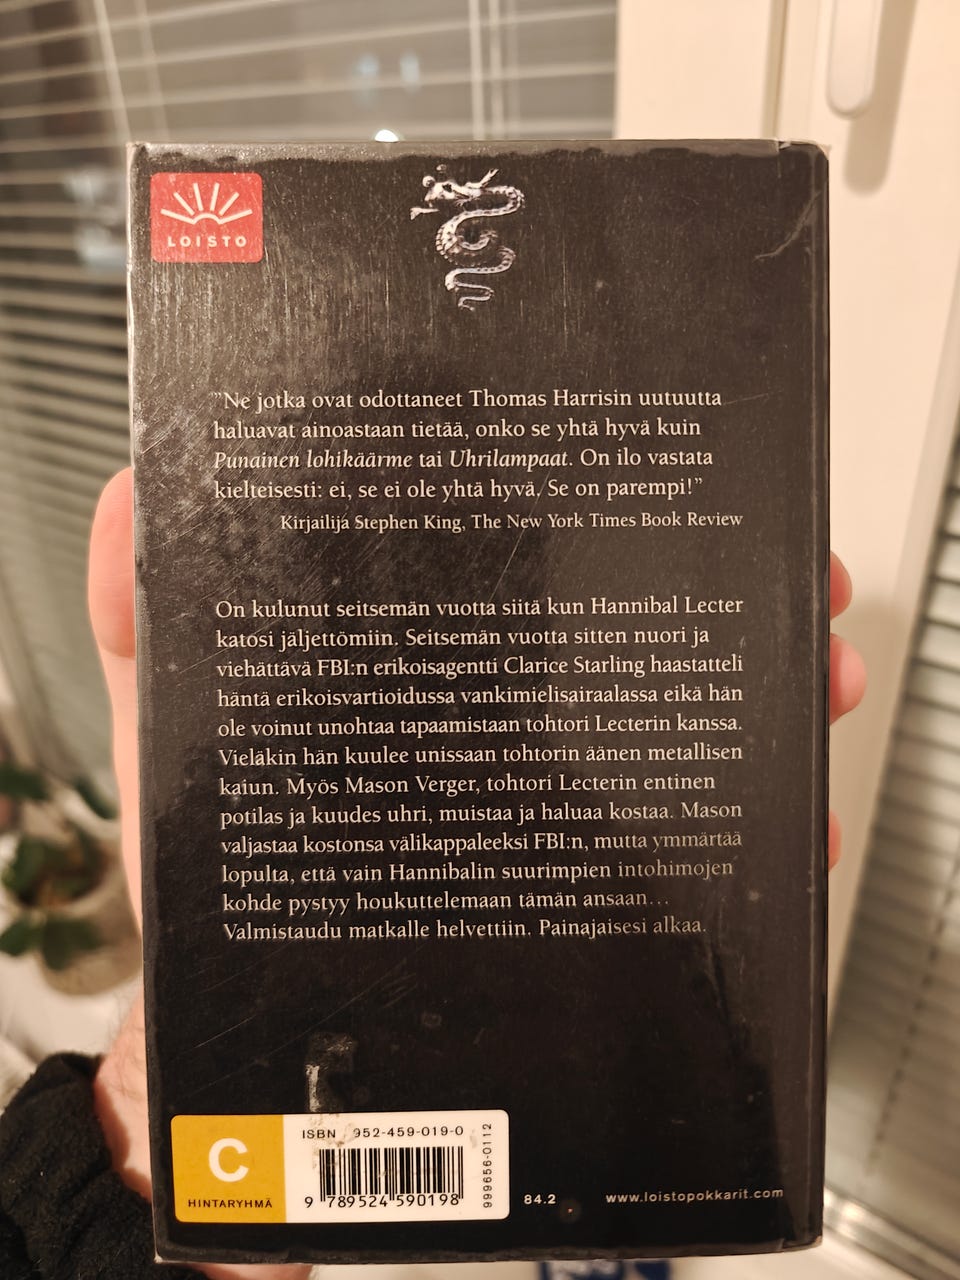 LOISTO
"Ne jotka ovat odottaneet Thomas Harrisin uutuutta
haluavat ainoastaan tietää, onko se yhtä hyvä kuin
Punainen lohikäärme tai Uhrilampaat. On ilo vastata
kielteisesti: ei, se ei ole yhtä hyvä. Se on parempi!"
Kirjailija Stephen King, The New York Times Book Review
On kulunut seitsemän vuotta siitä kun Hannibal Lecter
katosi jäljettömiin. Seitsemän vuotta sitten nuori ja
viehättävä FBI:n erikoisagentti Clarice Starling haastatteli
häntä erikoisvartioidussa vankimielisairaalassa eikä hän
ole voinut unohtaa tapaamistaan tohtori Lecterin kanssa.
Vieläkin hän kuulee unissaan tohtorin äänen metallisen
kaiun. Myös Mason Verger, tohtori Lecterin entinen
potilas ja kuudes uhri, muistaa ja haluaa kostaa. Mason
valjastaa kostonsa välikappaleeksi FBI:n, mutta ymmärtää
lopulta, että vain Hannibalin suurimpien intohimojen
kohde pystyy houkuttelemaan tämän ansaan...
Valmistaudu matkalle helvettiin. Painajaisesi alkaa.
C
HINTARYHMÄ
ISBN 952-459-019-0
9 789524 590198
999656-0112
84.2
www.loistopokkarit.com